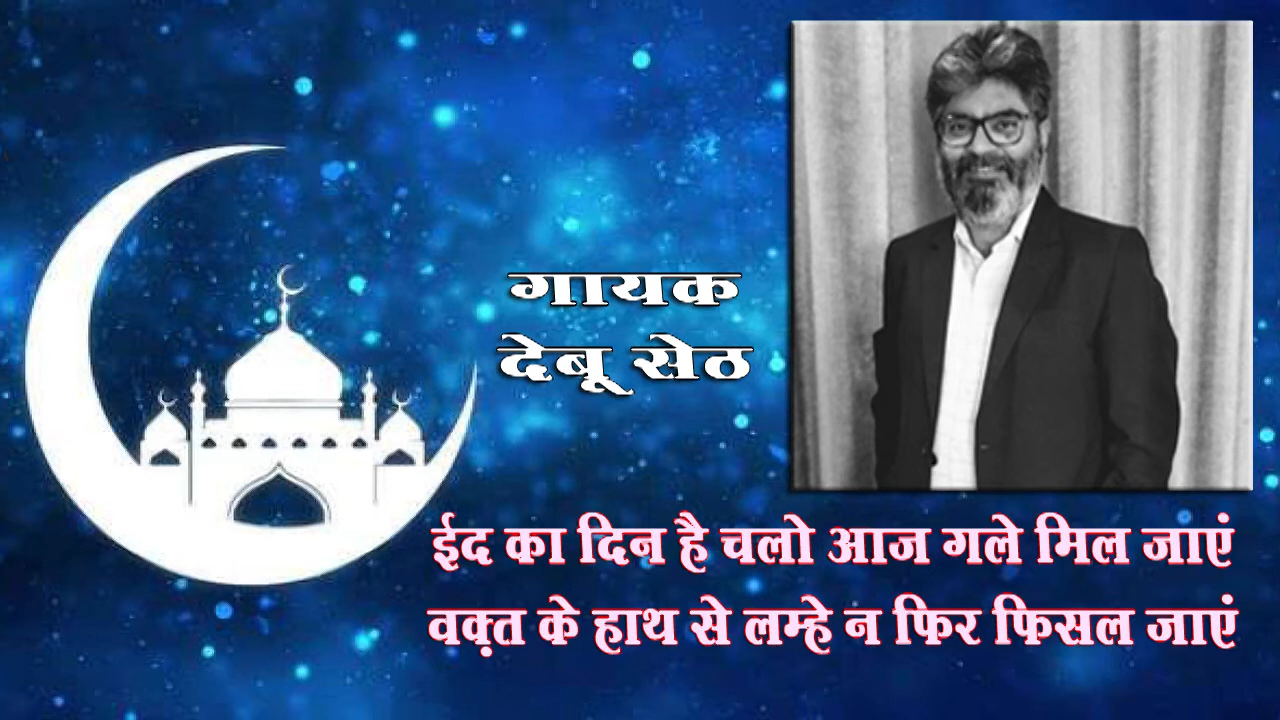 गायक
देबू सेठ
ईद का दिन है चलो आज गले मिल जाएं
वक़्त के हाथ से लम्हे न फिर फिसल जाएं